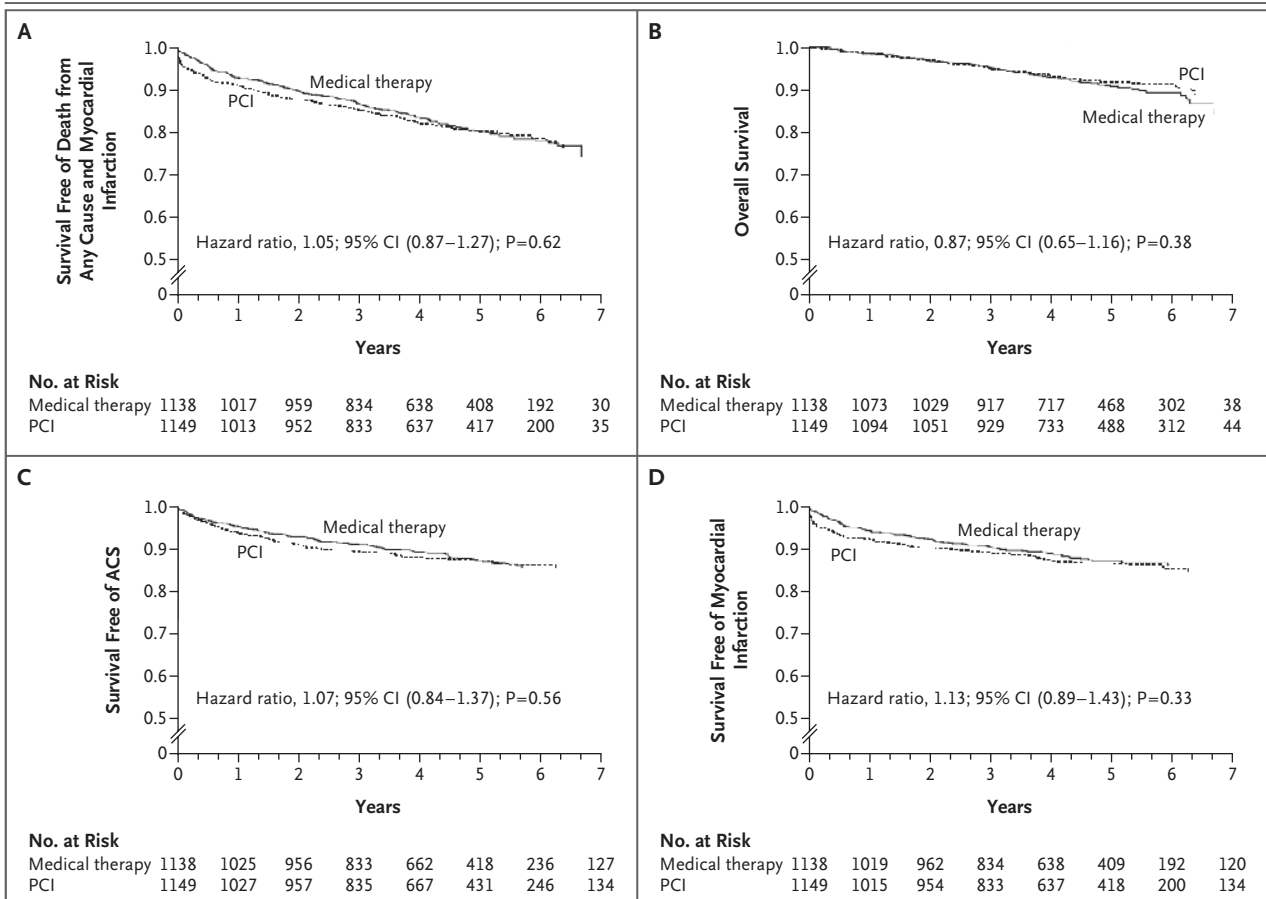 A
Survival Free of Death from
Any Cause and Myocardial
Infarction
1.0
0.9
0.8
0.7
0.6
0.5
0
Medical therapy
PCI
Hazard ratio, 1.05; 95% CI (0.87–1.27); P=0.62
0 1 2 3 4 5 6 7
Years
No. at Risk
Medical therapy 1138 1017 959 834 638 408 192 30
PCI 1149 1013 952 833 637 417 200 35
B
Overall Survival
1.0
0.9
0.8
0.7
0.6
0.5
0
PCI
Medical therapy
Hazard ratio, 0.87; 95% CI (0.65–1.16); P=0.38
0 1 2 3 4 5 6 7
Years
No. at Risk
Medical therapy 1138 1073 1029 917 717 468 302 38
PCI 1149 1094 1051 929 733 488 312 44
C
Survival Free of ACS
1.0
0.9
0.8
0.7
0.6
0.5
0
Medical therapy
PCI
Hazard ratio, 1.07; 95% CI (0.84–1.37); P=0.56
0 1 2 3 4 5 6 7
Years
No. at Risk
Medical therapy 1138 1025 956 833 662 418 236 127
PCI 1149 1027 957 835 667 431 246 134
D
Survival Free of Myocardial
Infarction
1.0
0.9
0.8
0.7
0.6
0.5
0
Medical therapy
PCI
Hazard ratio, 1.13; 95% CI (0.89–1.43); P=0.33
0 1 2 3 4 5 6 7
Years
No. at Risk
Medical therapy 1138 1019 962 834 638 409 192 120
PCI 1149 1015 954 833 637 418 200 134